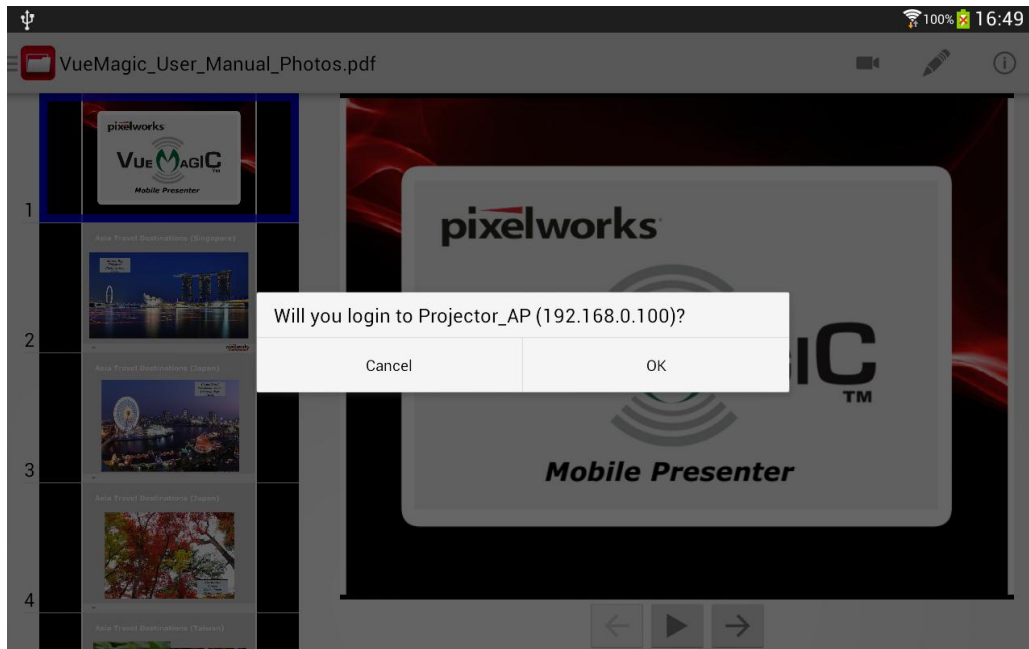 100% 16:49
VueMagic_User_Manual_Photos.pdf
pixelworks
VUE MAGIC
TM
Mobile Presenter
1
Asia Travel Destinations (Singapore)
2
Asia Travel Destinations (Japan)
3
Asia Travel Destinations (Japan)
4
Asia Travel Destinations (Taiwan)
pixelworks
IC
TM
Mobile Presenter
Will you login to Projector_AP (192.168.0.100)?
Cancel OK